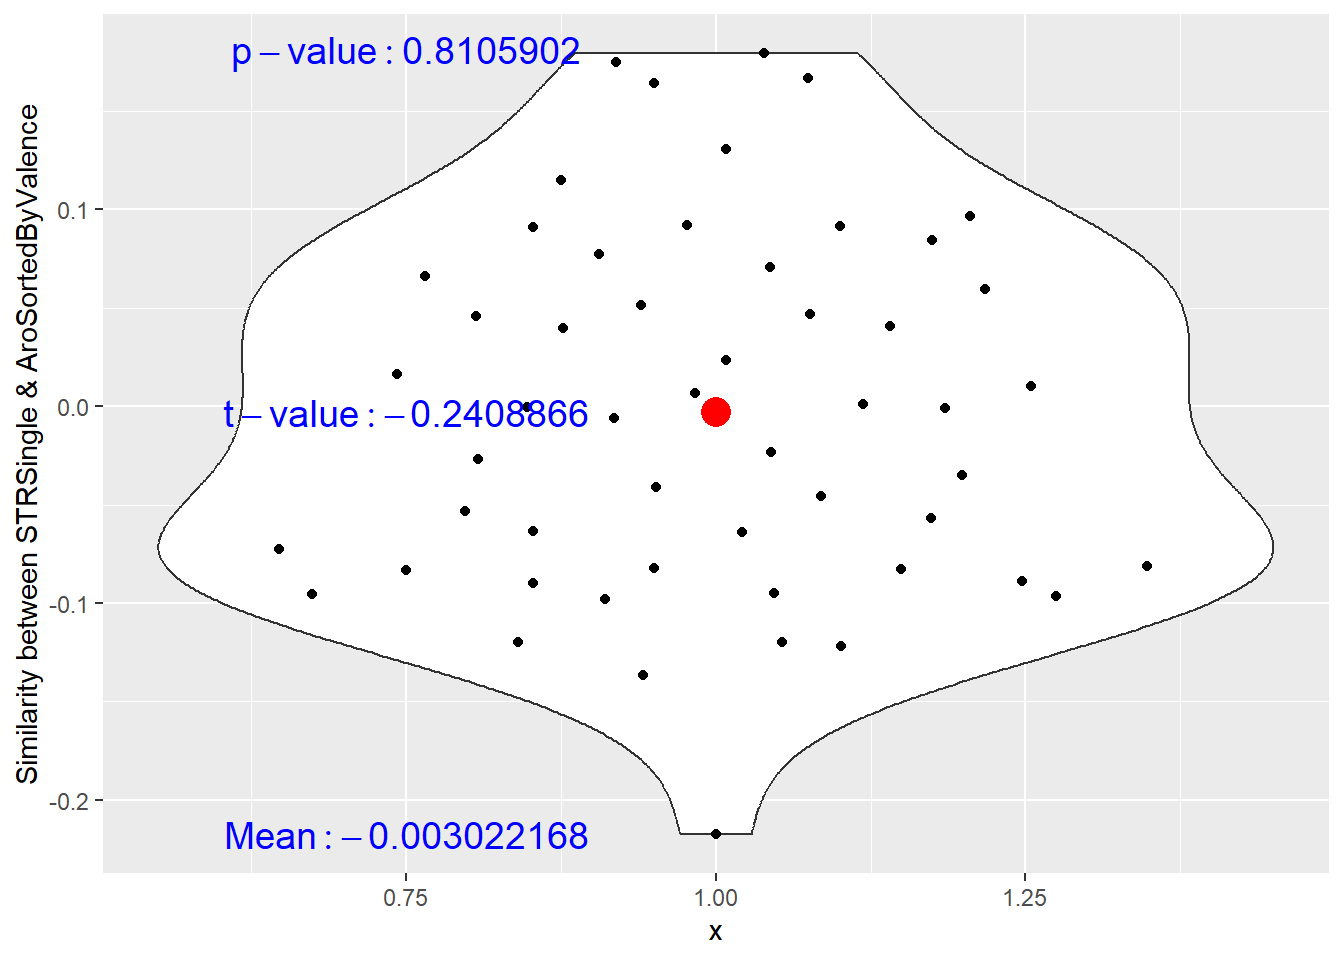 p − value : 0.8105902
Similarity between STRSingle & AroSortedByValence
0.1
0.0
t − value : −0.2408866
-0.1
-0.2
Mean : −0.003022168
0.75 1.00 1.25
x